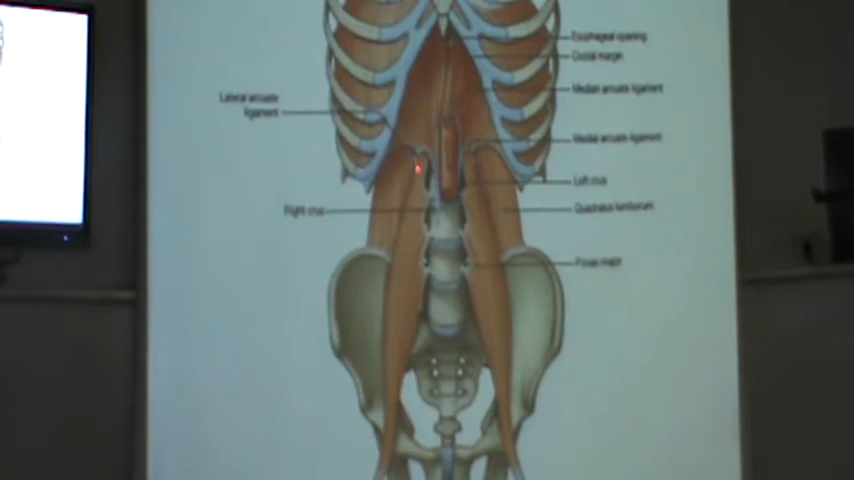 Esophageal opening
Costal margin
Median arcuate ligament
Lateral arcuate
ligament
Medial arcuate ligament
Left crus
Right crus
Quadratus lumborum
Psoas major